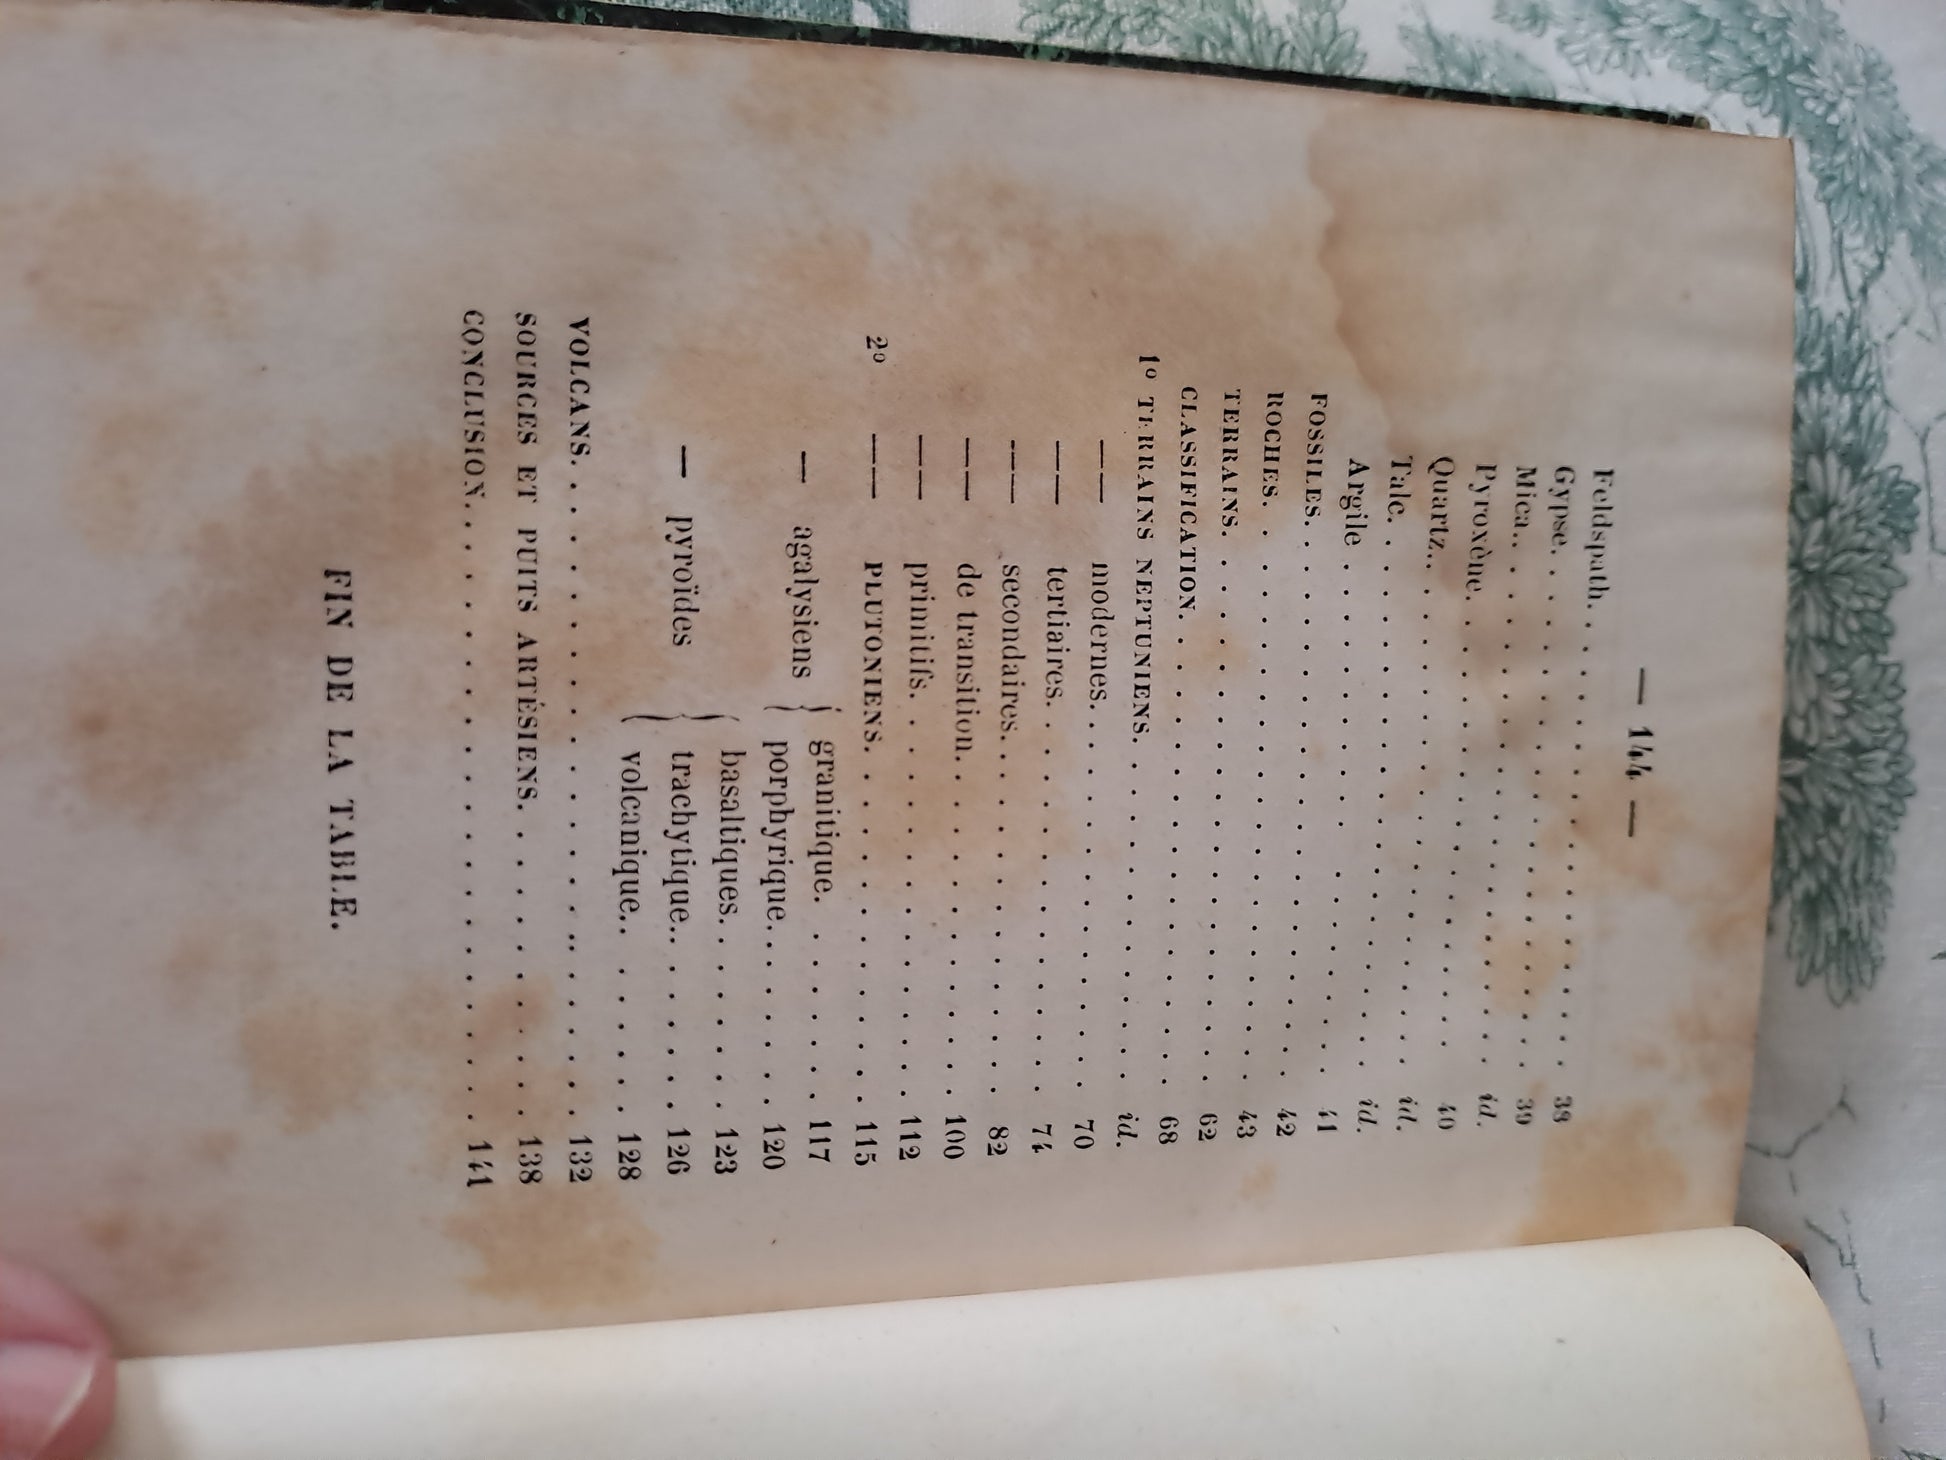 — 144 —
Feldspath. . . . . . . . . . . . . . 38
Gypse. . . . . . . . . . . . . . . 39
Mica. . . . . . . . . . . . . . . id.
Pyroxène. . . . . . . . . . . . . 40
Quartz. . . . . . . . . . . . . . id.
Talc. . . . . . . . . . . . . . . id.
Argile . . . . . . . . . . . . . . 41
FOSSILES. . . . . . . . . . . . . . 42
ROCHES. . . . . . . . . . . . . . . 43
TERRAINS. . . . . . . . . . . . . . 62
CLASSIFICATION. . . . . . . . . . . . 68
1º TERRAINS NEPTUNIENS. . . . . . . . . id.
—— modernes. . . . . . . . . . 70
—— tertiaires. . . . . . . . . . 74
—— secondaires. . . . . . . . . 82
—— de transition. . . . . . . . . 100
—— primitifs. . . . . . . . . . 112
2º —— PLUTONIENS. . . . . . . . . 115
— agalysiens { granitique. . . . . . 117
porphyrique. . . . . . 120
— pyroïdes { basaltiques. . . . . . 123
trachytique. . . . . . 126
volcanique. . . . . . 128
VOLCANS. . . . . . . . . . . . . . . 132
SOURCES ET PUITS ARTÉSIENS. . . . . . . . 138
CONCLUSION. . . . . . . . . . . . . . 141
FIN DE LA TABLE.